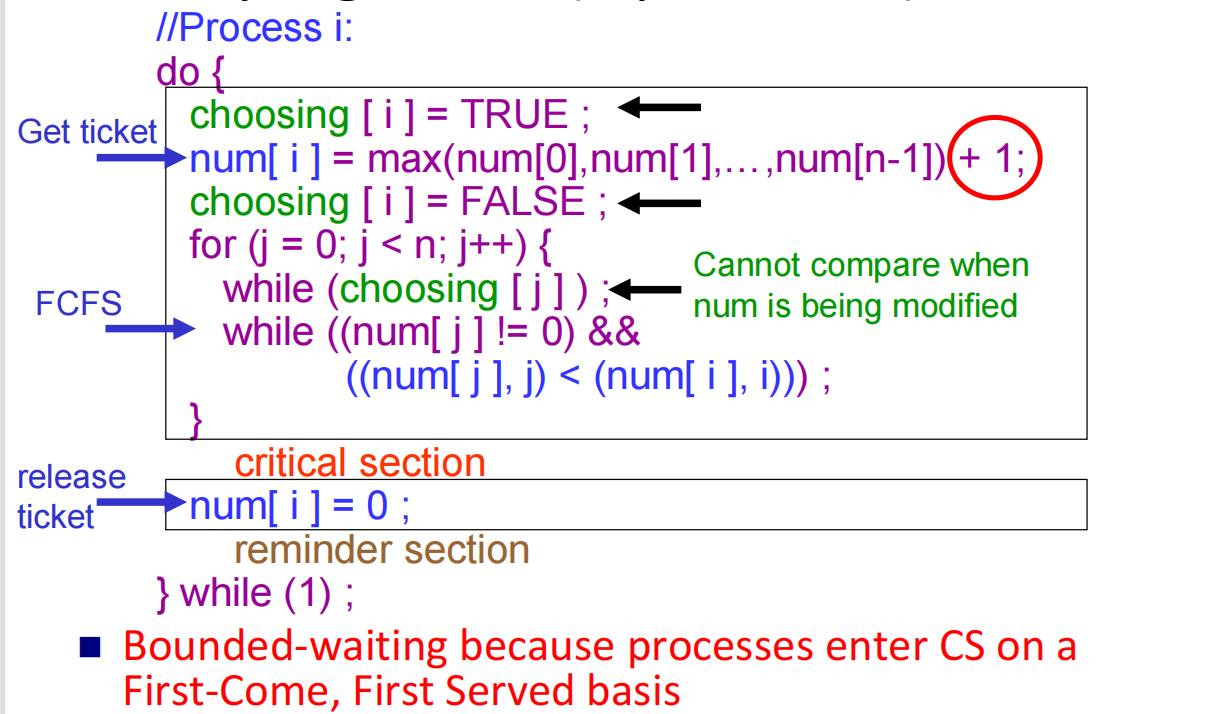 //Process i:
do {
choosing [ i ] = TRUE ;
Get ticket
num[ i ] = max(num[0],num[1],…,num[n-1]) + 1;
choosing [ i ] = FALSE ;
for (j = 0; j < n; j++) {
while (choosing [ j ] ) ;
Cannot compare when
num is being modified
FCFS
while ((num[ j ] != 0) &&
((num[ j ], j) < (num[ i ], i))) ;
}
critical section
release
ticket
num[ i ] = 0 ;
reminder section
} while (1) ;
■ Bounded-waiting because processes enter CS on a
First-Come, First Served basis